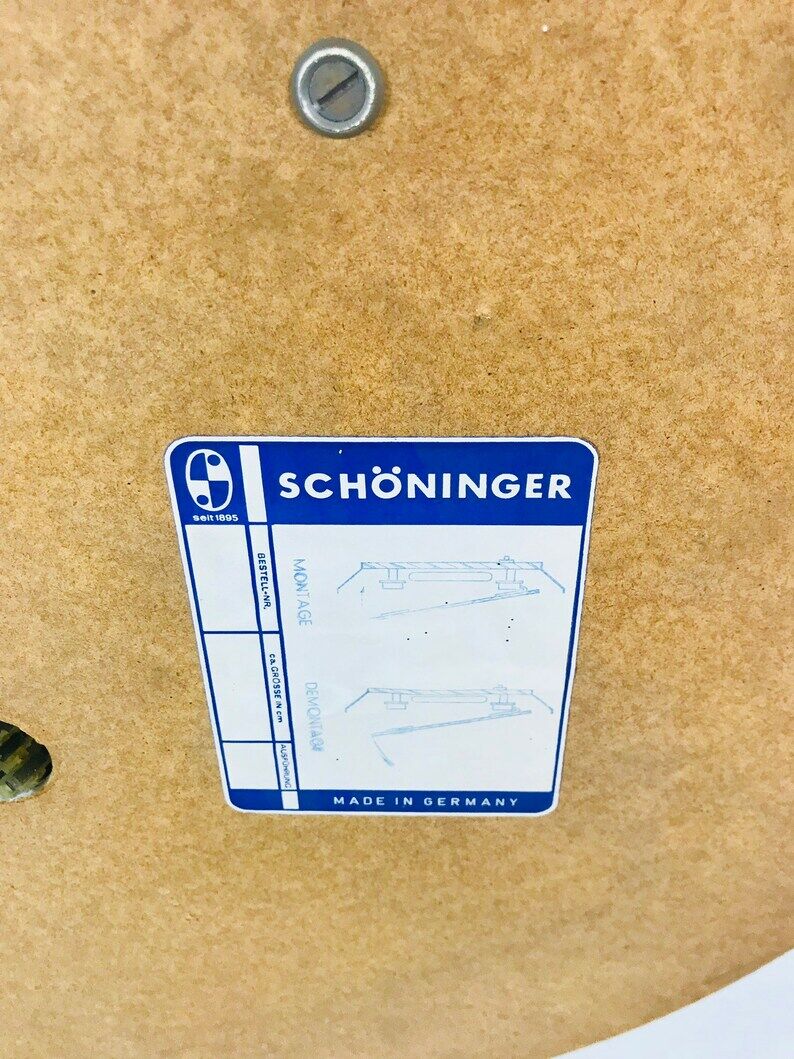 seit 1895
SCHÖNINGER
BESTELL-NR.
ca. GRÖSSE IN cm
AUSFÜHRUNG
MONTAGE
DEMONTAGE
MADE IN GERMANY